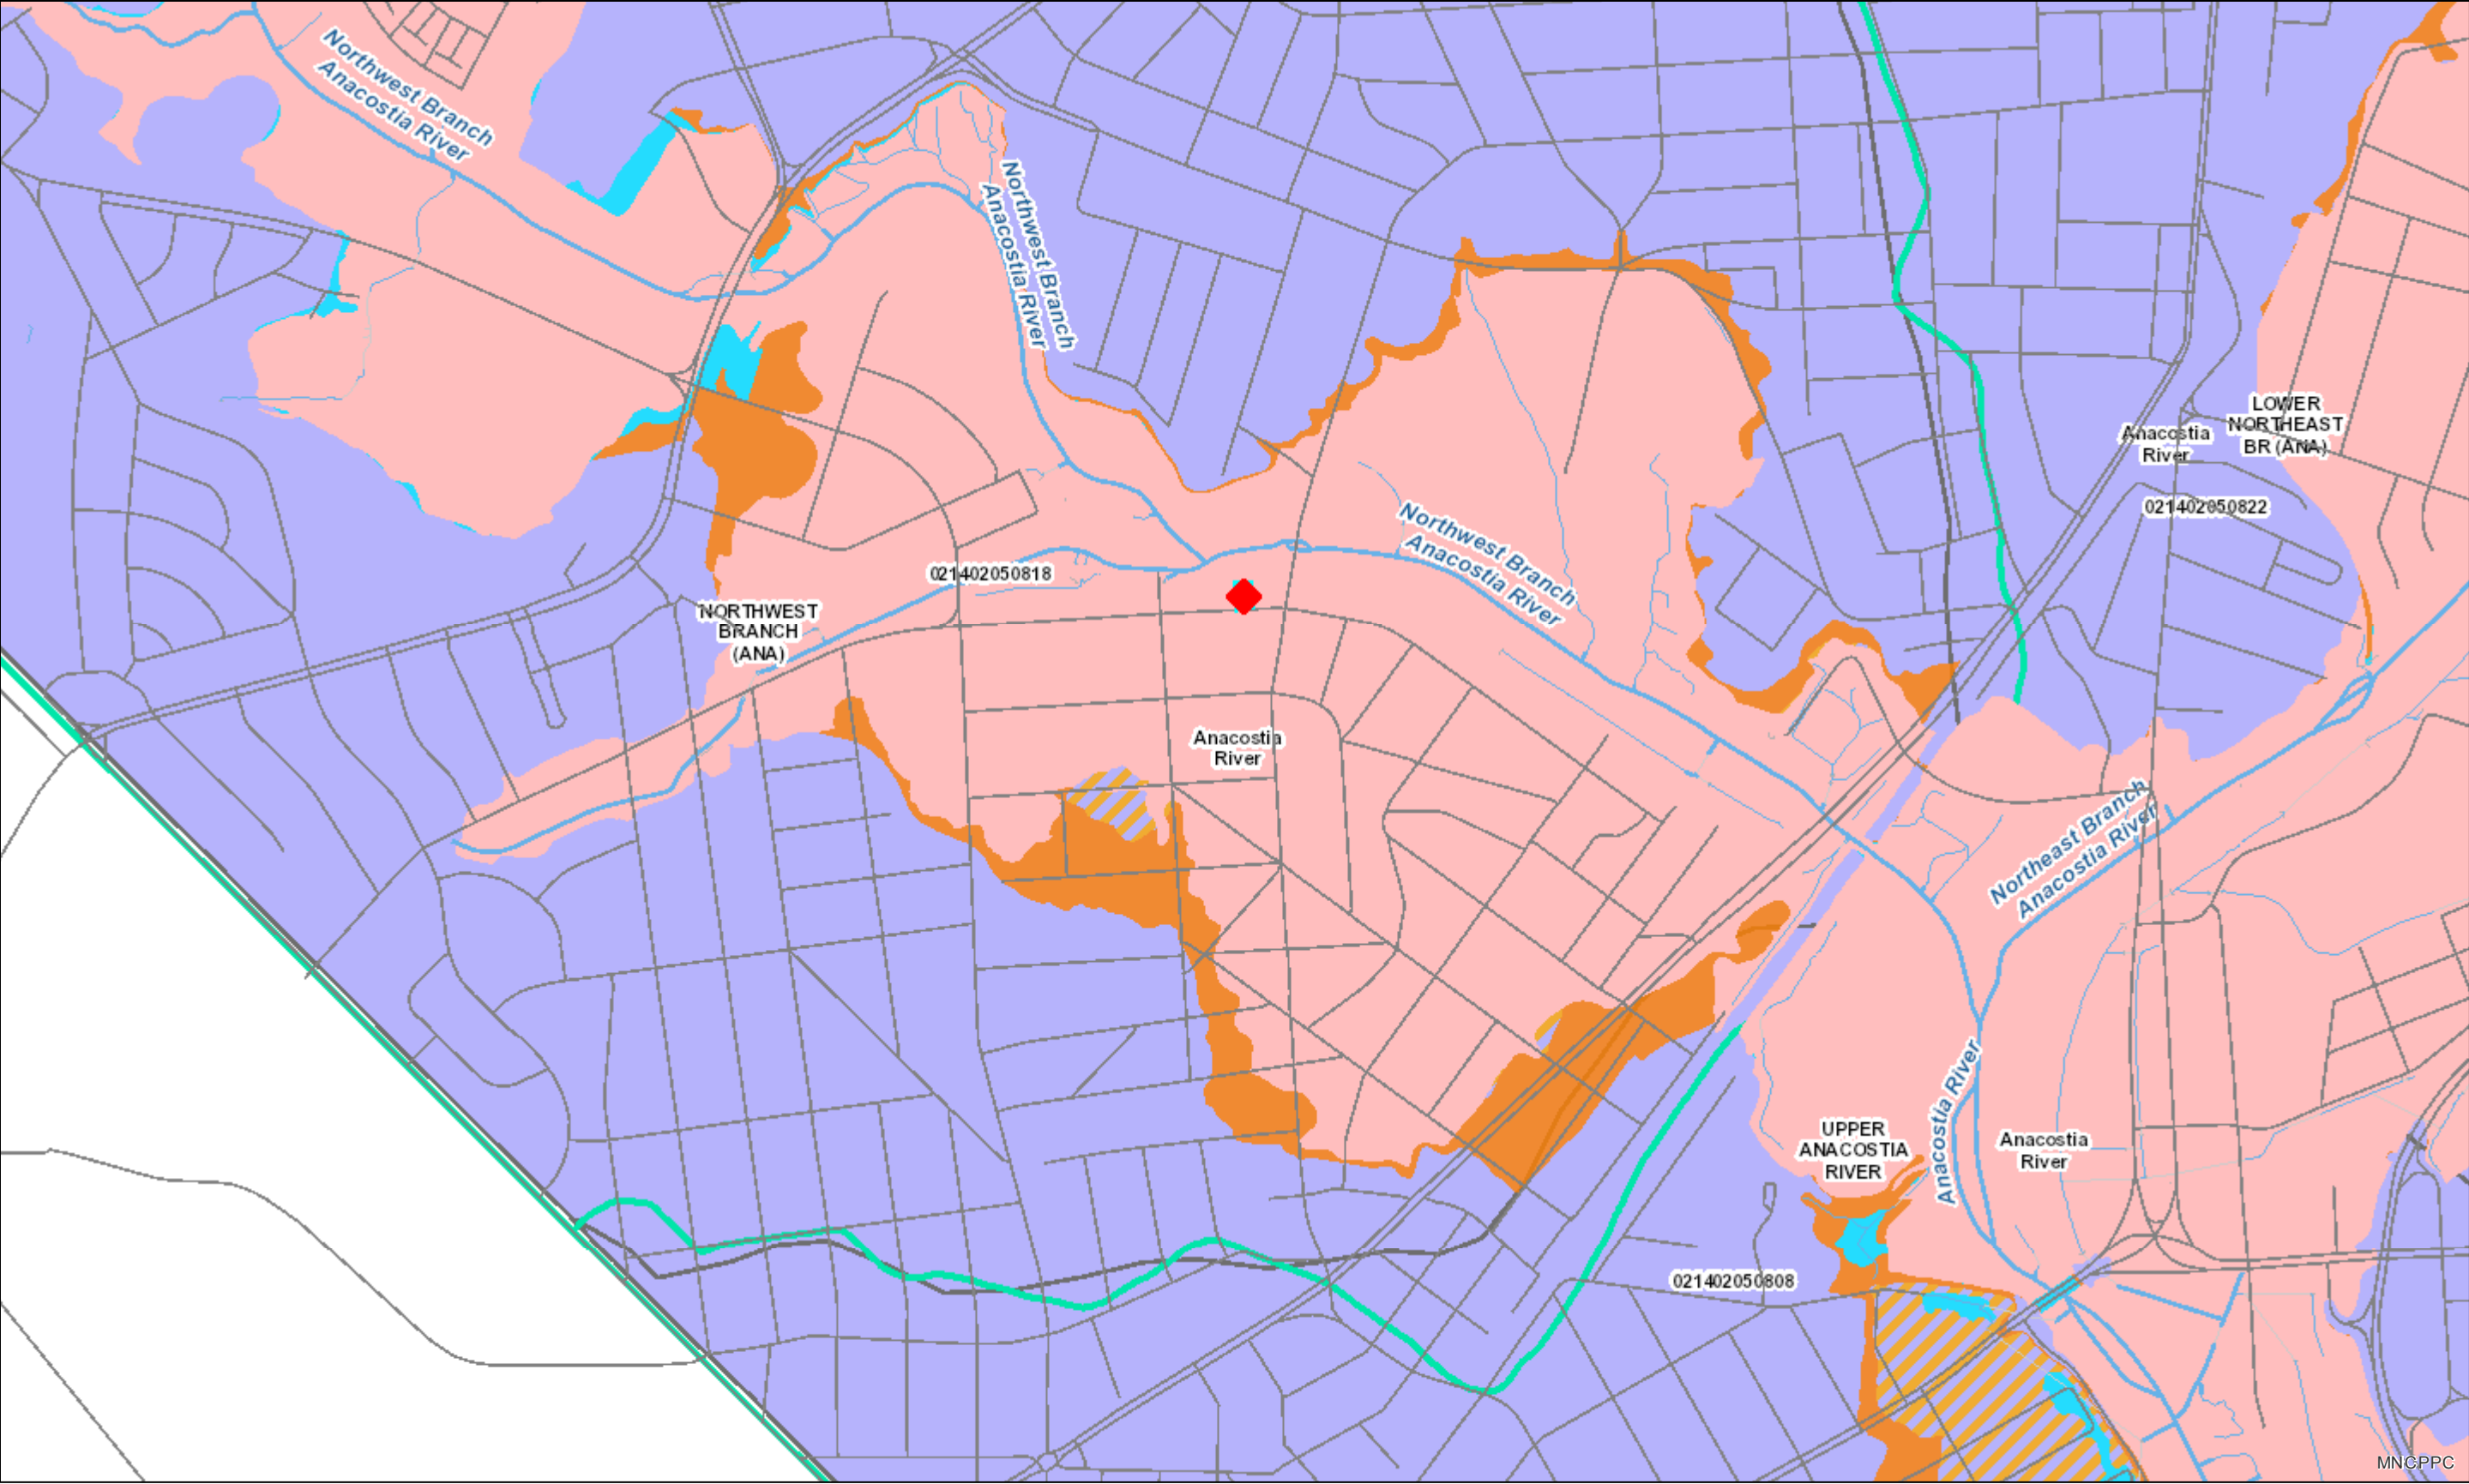 Northwest Branch
Anacostia River
Northwest Branch
Anacostia River
LOWER
NORTHEAST
BR (ANA)
Anacostia
River
021402050822
Northwest Branch
Anacostia River
021402050818
NORTHWEST
BRANCH
(ANA)
Anacostia
River
Northeast Branch
Anacostia River
Anacostia River
UPPER
ANACOSTIA
RIVER
Anacostia
River
021402050808
MNCPPC